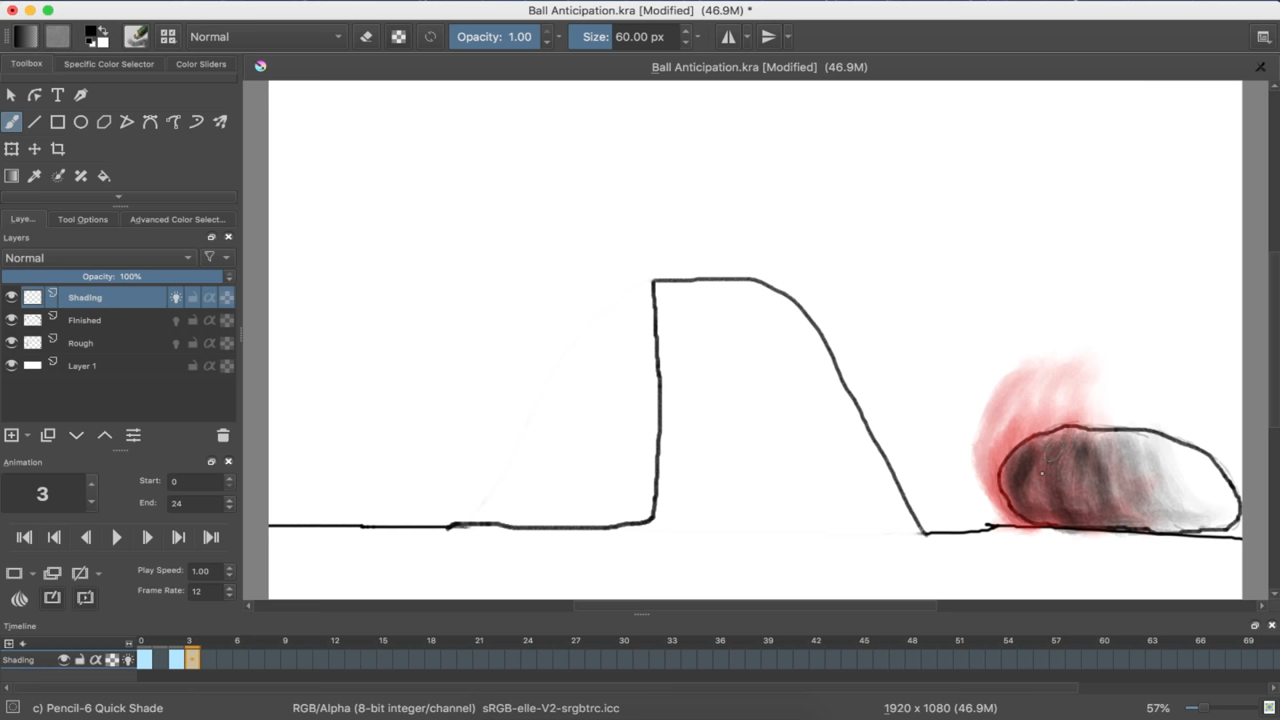 Ball Anticipation.kra [Modified] (46.9M) *
Normal
Opacity: 1.00
Size: 60.00 px
Toolbox
Specific Color Selector
Color Sliders
Ball Anticipation.kra [Modified] (46.9M)
T
Laye...
Tool Options
Advanced Color Select...
Layers
Normal
Opacity: 100%
Shading
FInished
Rough
Layer 1
Animation
3
Start: 0
End: 24
Play Speed: 1.00
Frame Rate: 12
Timeline
0 3 6 9 12 15 18 21 24 27 30 33 36 39 42 45 48 51 54 57 60 63 66 69
Shading
c) Pencil-6 Quick Shade
RGB/Alpha (8-bit integer/channel) sRGB-elle-V2-srgbtrc.icc
1920 x 1080 (46.9M)
57%